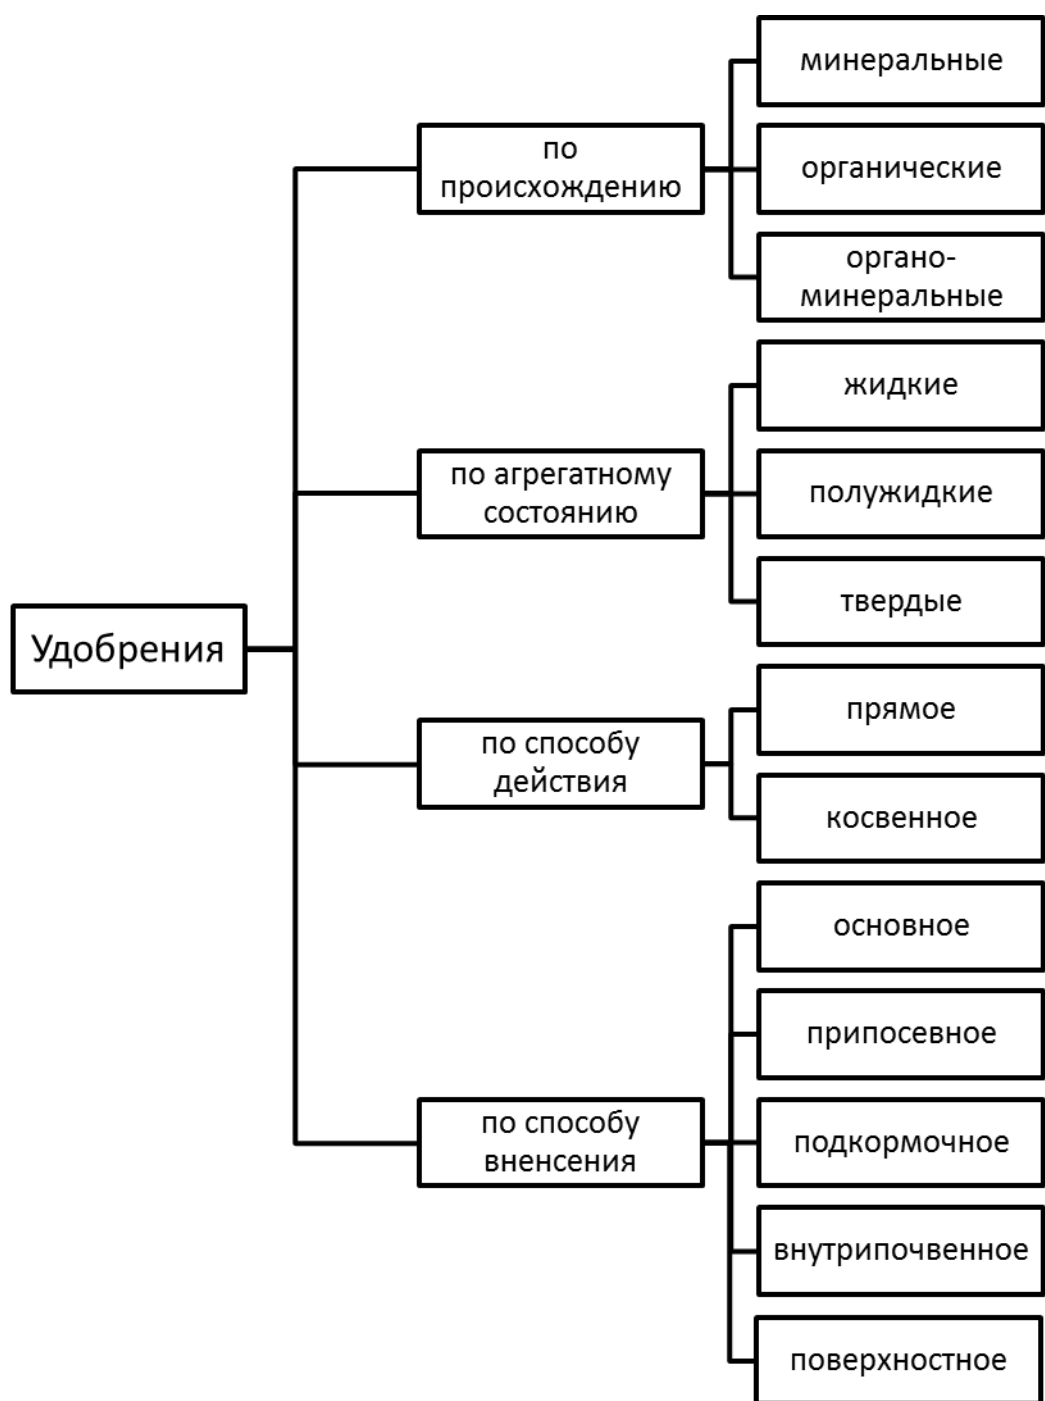 Удобрения
по
происхождению
минеральные
органические
органо-
минеральные
по агрегатному
состоянию
жидкие
полужидкие
твердые
по способу
действия
прямое
косвенное
по способу
вненсения
основное
припосевное
подкормочное
внутрипочвенное
поверхностное